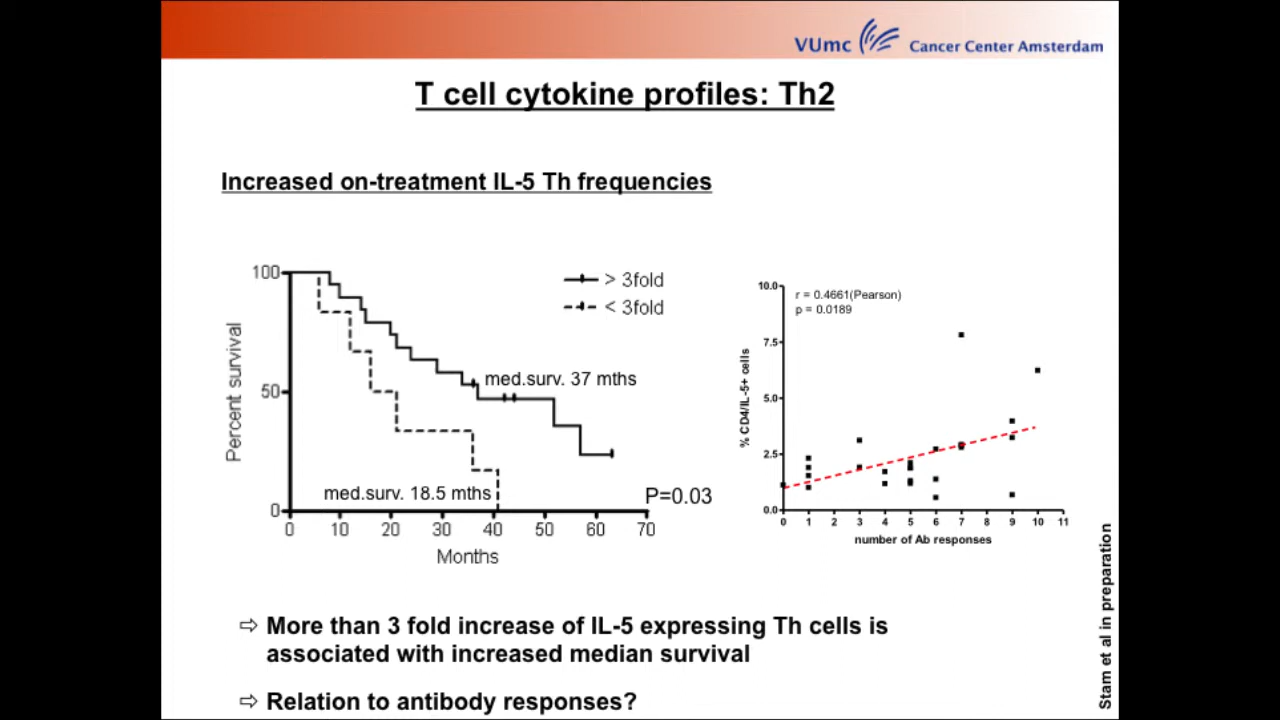 VUmc Cancer Center Amsterdam
T cell cytokine profiles: Th2
Increased on-treatment IL-5 Th frequencies
Percent survival
100
50
0
> 3fold
< 3fold
med.surv. 37 mths
med.surv. 18.5 mths
P=0.03
0 10 20 30 40 50 60 70
Months
% CD4/IL-5+ cells
10.0
7.5
5.0
2.5
0.0
r = 0.4661(Pearson)
p = 0.0189
0 1 2 3 4 5 6 7 8 9 10 11
number of Ab responses
⇨ More than 3 fold increase of IL-5 expressing Th cells is
associated with increased median survival
⇨ Relation to antibody responses?
Stam et al in preparation